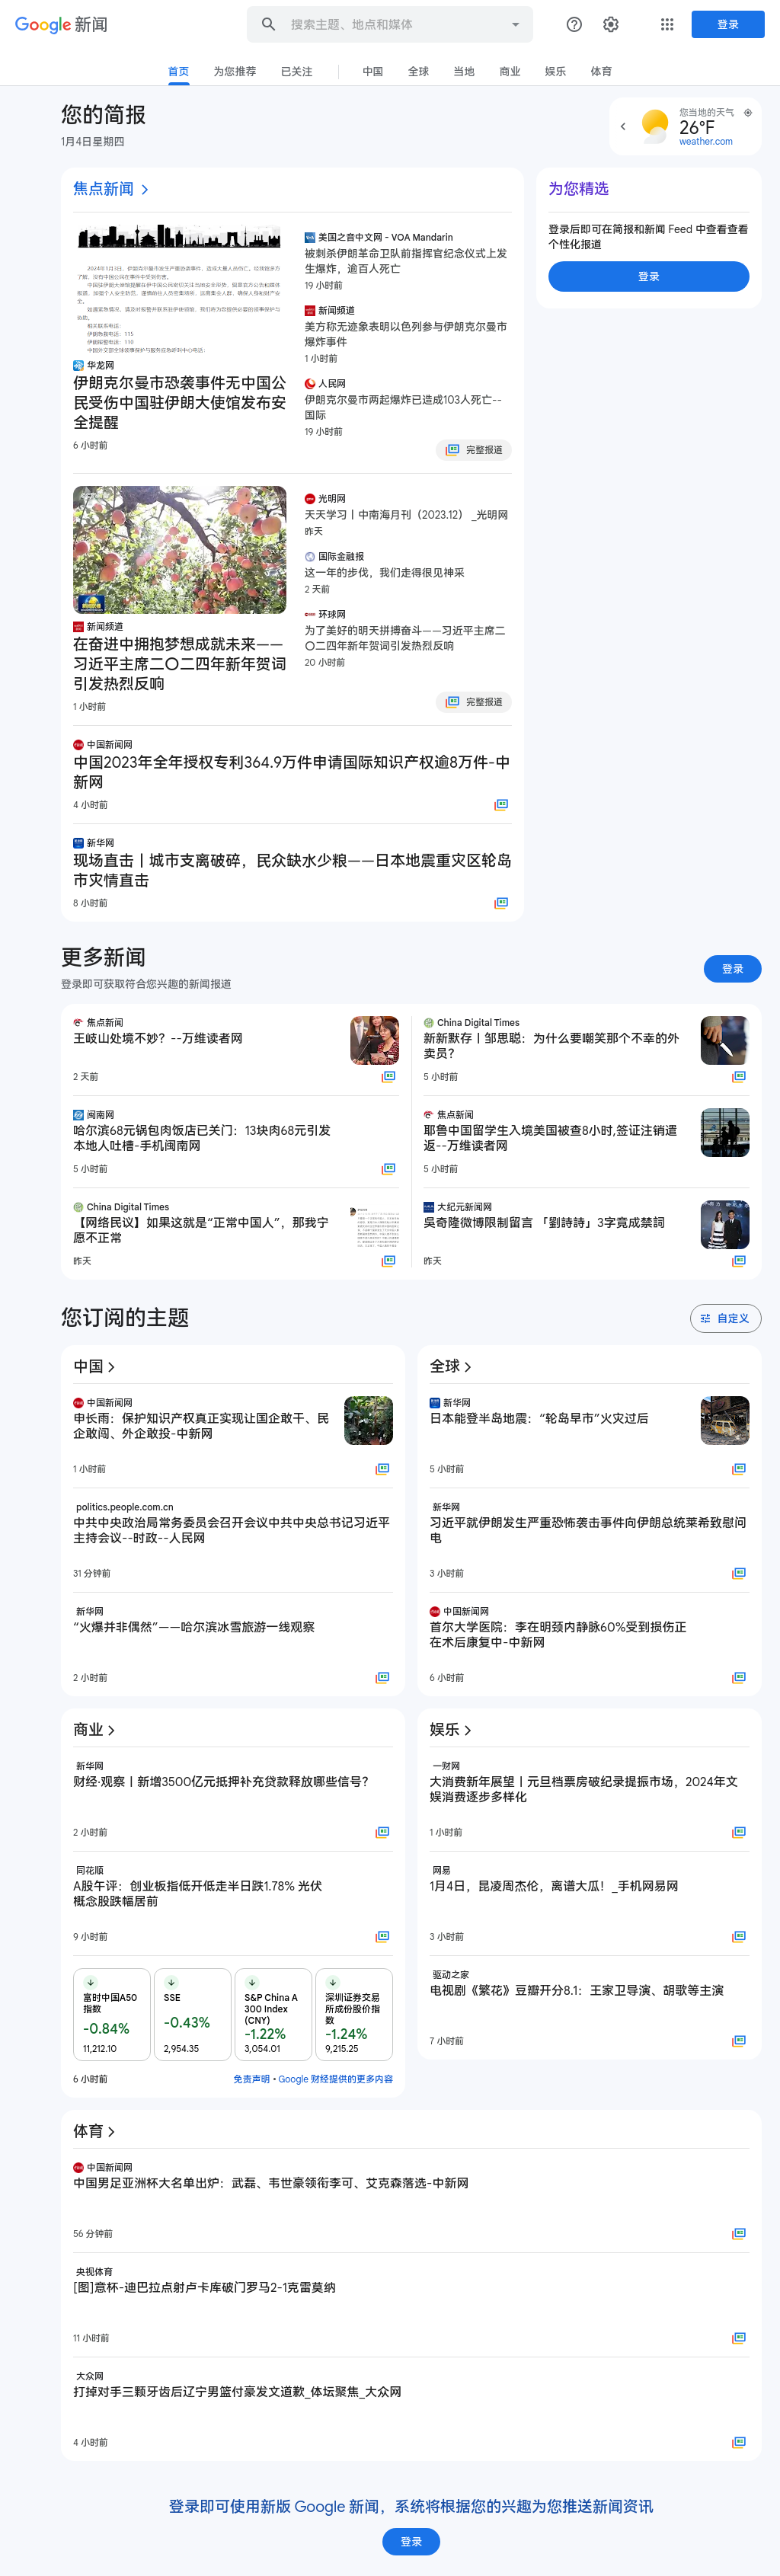 Google 新闻
搜索主题、地点和媒体
登录
首页
为您推荐
已关注
中国
全球
当地
商业
娱乐
体育
您的简报
1月4日星期四
您当地的天气
26°F
weather.com
焦点新闻
华龙网
伊朗克尔曼市恐袭事件无中国公
民受伤中国驻伊朗大使馆发布安
全提醒
6 小时前
美国之音中文网 - VOA Mandarin
被刺杀伊朗革命卫队前指挥官纪念仪式上发
生爆炸，逾百人死亡
19 小时前
新闻频道
美方称无迹象表明以色列参与伊朗克尔曼市
爆炸事件
1 小时前
人民网
伊朗克尔曼市两起爆炸已造成103人死亡--
国际
19 小时前
完整报道
新闻频道
在奋进中拥抱梦想成就未来——
习近平主席二〇二四年新年贺词
引发热烈反响
1 小时前
光明网
天天学习丨中南海月刊（2023.12） _光明网
昨天
国际金融报
这一年的步伐，我们走得很见神采
2 天前
环球网
为了美好的明天拼搏奋斗——习近平主席二
〇二四年新年贺词引发热烈反响
20 小时前
完整报道
中国新闻网
中国2023年全年授权专利364.9万件申请国际知识产权逾8万件-中
新网
4 小时前
新华网
现场直击丨城市支离破碎，民众缺水少粮——日本地震重灾区轮岛
市灾情直击
8 小时前
为您精选
登录后即可在简报和新闻 Feed 中查看查看
个性化报道
登录
更多新闻
登录即可获取符合您兴趣的新闻报道
登录
焦点新闻
王岐山处境不妙？--万维读者网
2 天前
China Digital Times
新新默存丨邹思聪：为什么要嘲笑那个不幸的外
卖员？
5 小时前
闽南网
哈尔滨68元锅包肉饭店已关门：13块肉68元引发
本地人吐槽-手机闽南网
5 小时前
焦点新闻
耶鲁中国留学生入境美国被查8小时,签证注销遣
返--万维读者网
5 小时前
China Digital Times
【网络民议】如果这就是“正常中国人”，那我宁
愿不正常
昨天
大紀元新闻网
吳奇隆微博限制留言 「劉詩詩」3字竟成禁詞
昨天
您订阅的主题
自定义
中国
中国新闻网
申长雨：保护知识产权真正实现让国企敢干、民
企敢闯、外企敢投-中新网
1 小时前
politics.people.com.cn
中共中央政治局常务委员会召开会议中共中央总书记习近平
主持会议--时政--人民网
31 分钟前
新华网
“火爆并非偶然”——哈尔滨冰雪旅游一线观察
2 小时前
全球
新华网
日本能登半岛地震：“轮岛早市”火灾过后
5 小时前
新华网
习近平就伊朗发生严重恐怖袭击事件向伊朗总统莱希致慰问
电
3 小时前
中国新闻网
首尔大学医院：李在明颈内静脉60%受到损伤正
在术后康复中-中新网
6 小时前
商业
新华网
财经·观察丨新增3500亿元抵押补充贷款释放哪些信号？
2 小时前
同花顺
A股午评：创业板指低开低走半日跌1.78% 光伏
概念股跌幅居前
9 小时前
富时中国A50
指数
-0.84%
11,212.10
SSE
-0.43%
2,954.35
S&P China A
300 Index
(CNY)
-1.22%
3,054.01
深圳证券交易
所成份股价指
数
-1.24%
9,215.25
6 小时前
免责声明 • Google 财经提供的更多内容
娱乐
一财网
大消费新年展望丨元旦档票房破纪录提振市场，2024年文
娱消费逐步多样化
1 小时前
网易
1月4日，昆凌周杰伦，离谱大瓜！_手机网易网
3 小时前
驱动之家
电视剧《繁花》豆瓣开分8.1：王家卫导演、胡歌等主演
7 小时前
体育
中国新闻网
中国男足亚洲杯大名单出炉：武磊、韦世豪领衔李可、艾克森落选-中新网
56 分钟前
央视体育
[图]意杯-迪巴拉点射卢卡库破门罗马2-1克雷莫纳
11 小时前
大众网
打掉对手三颗牙齿后辽宁男篮付豪发文道歉_体坛聚焦_大众网
4 小时前
登录即可使用新版 Google 新闻，系统将根据您的兴趣为您推送新闻资讯
登录